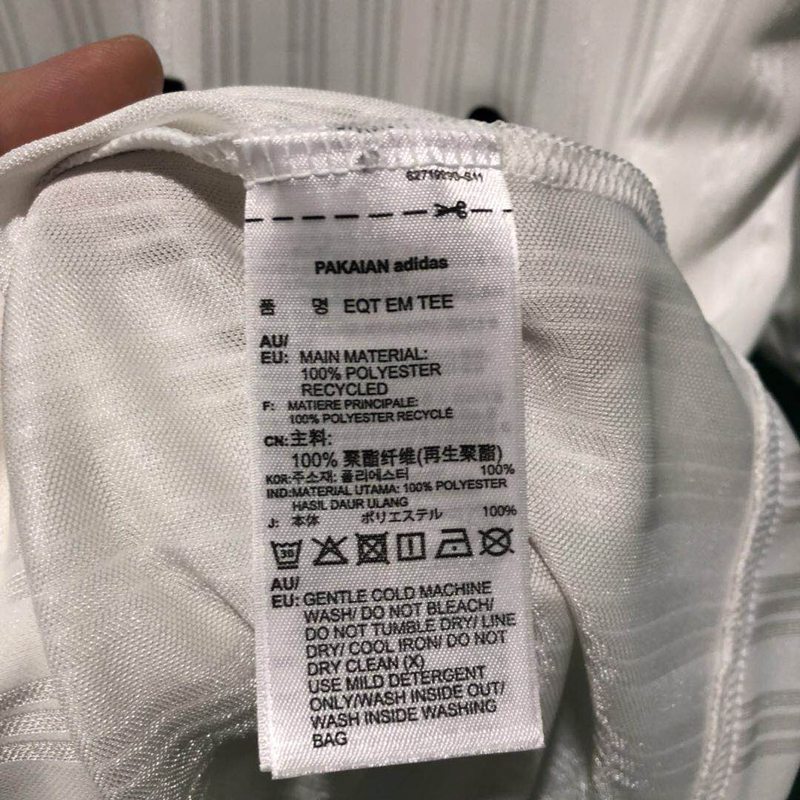 62719990-S11
PAKAIAN adidas
품 명 EQT EM TEE
AU/
EU: MAIN MATERIAL:
100% POLYESTER
RECYCLED
F: MATIERE PRINCIPALE:
100% POLYESTER RECYCLÉ
CN:主料:
100% 聚酯纤维(再生聚酯)
KOR:주소재: 폴리에스터 100%
IND:MATERIAL UTAMA: 100% POLYESTER
HASIL DAUR ULANG
J: 本体 ポリエステル 100%
30
AU/
EU: GENTLE COLD MACHINE
WASH/ DO NOT BLEACH/
DO NOT TUMBLE DRY/ LINE
DRY/ COOL IRON/ DO NOT
DRY CLEAN (X)
USE MILD DETERGENT
ONLY/WASH INSIDE OUT/
WASH INSIDE WASHING
BAG